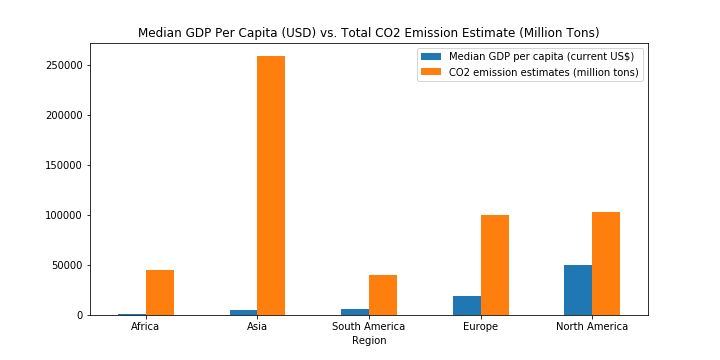 Median GDP Per Capita (USD) vs. Total CO2 Emission Estimate (Million Tons)
Median GDP per capita (current US$)
CO2 emission estimates (million tons)
250000
200000
150000
100000
50000
0
Africa Asia South America Europe North America
Region